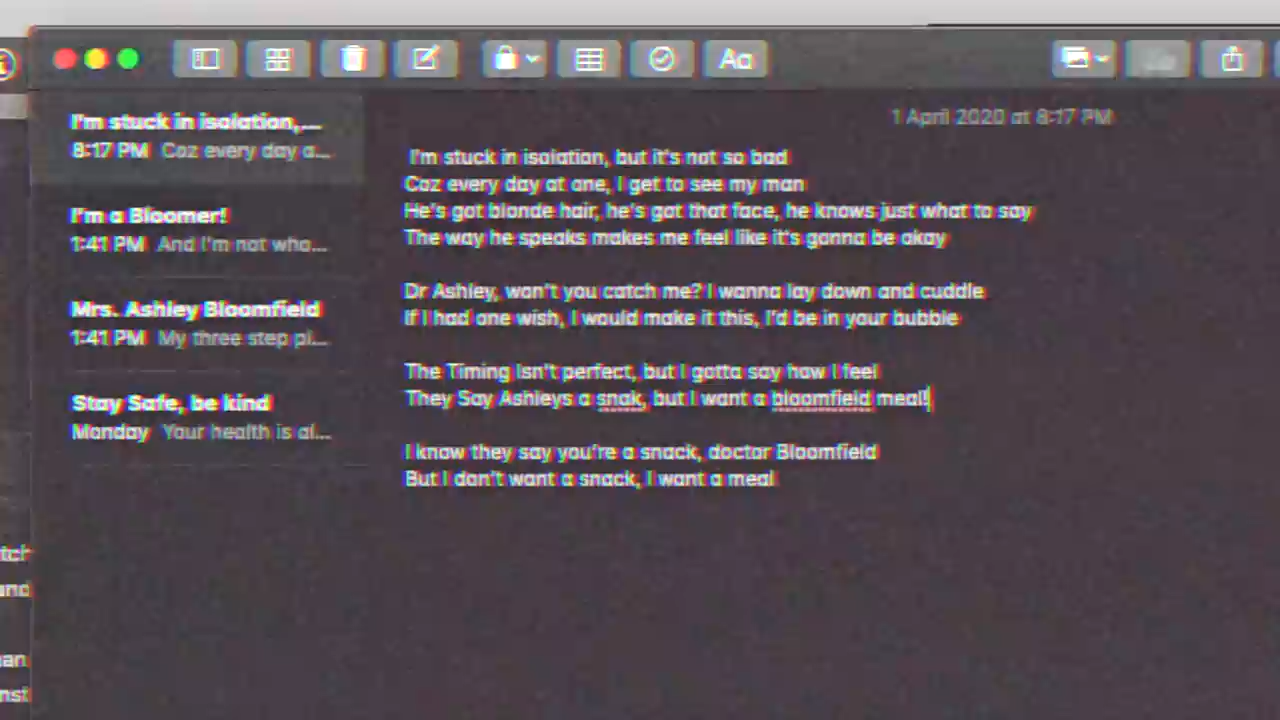 I'm stuck in isolation,...
8:17 PM Coz every day a...
I'm a Bloomer!
1:41 PM And I'm not who...
Mrs. Ashley Bloomfield
1:41 PM My three step pl...
Stay Safe, be kind
Monday Your health is al...
Aa
1 April 2020 at 8:17 PM
I'm stuck in isolation, but it's not so bad
Coz every day at one, I get to see my man
He's got blonde hair, he's got that face, he knows just what to say
The way he speaks makes me feel like it's gonna be okay
Dr Ashley, won't you catch me? I wanna lay down and cuddle
If I had one wish, I would make it this, I'd be in your bubble
The Timing Isn't perfect, but I gotta say how I feel
They Say Ashleys a snak, but I want a bloomfield meal!
I know they say you're a snack, doctor Bloomfield
But I don't want a snack, I want a meal